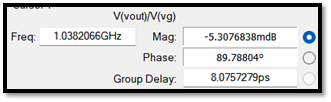 V(vout)/V(vg)
Freq: 1.0382066GHz Mag: -5.3076838mdB
Phase: 89.78804°
Group Delay: 8.0757279ps